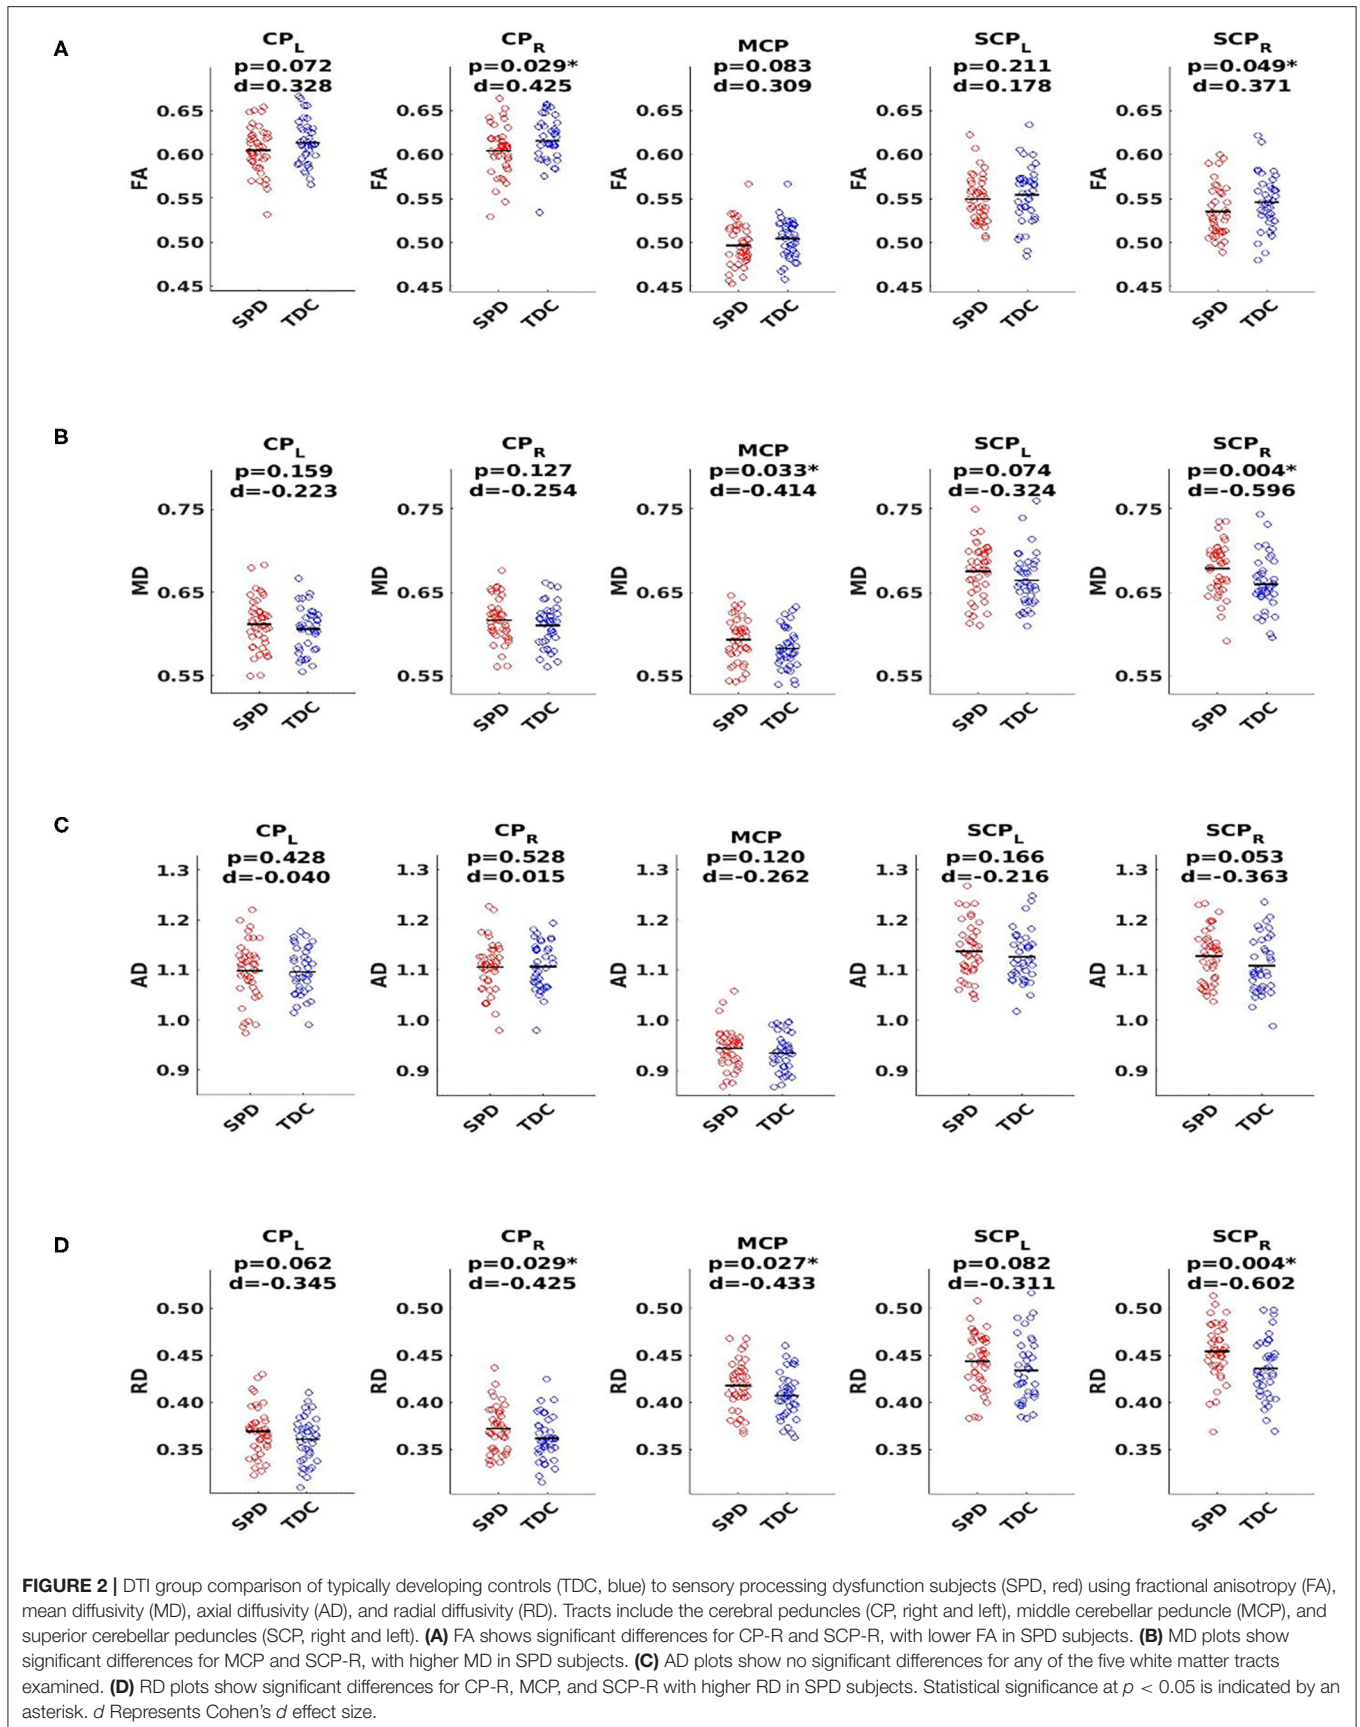 A
CP L
p=0.072
d=0.328
CP R
p=0.029*
d=0.425
MCP
p=0.083
d=0.309
SCP L
p=0.211
d=0.178
SCP R
p=0.049*
d=0.371
FA
0.65
0.60
0.55
0.50
0.45
SPD TDC
FA
0.65
0.60
0.55
0.50
0.45
SPD TDC
FA
0.65
0.60
0.55
0.50
0.45
SPD TDC
FA
0.65
0.60
0.55
0.50
0.45
SPD TDC
FA
0.65
0.60
0.55
0.50
0.45
SPD TDC
B
CP L
p=0.159
d=-0.223
CP R
p=0.127
d=-0.254
MCP
p=0.033*
d=-0.414
SCP L
p=0.074
d=-0.324
SCP R
p=0.004*
d=-0.596
MD
0.75
0.65
0.55
SPD TDC
MD
0.75
0.65
0.55
SPD TDC
MD
0.75
0.65
0.55
SPD TDC
MD
0.75
0.65
0.55
SPD TDC
MD
0.75
0.65
0.55
SPD TDC
C
CP L
p=0.428
d=-0.040
CP R
p=0.528
d=0.015
MCP
p=0.120
d=-0.262
SCP L
p=0.166
d=-0.216
SCP R
p=0.053
d=-0.363
AD
1.3
1.2
1.1
1.0
0.9
SPD TDC
AD
1.3
1.2
1.1
1.0
0.9
SPD TDC
AD
1.3
1.2
1.1
1.0
0.9
SPD TDC
AD
1.3
1.2
1.1
1.0
0.9
SPD TDC
AD
1.3
1.2
1.1
1.0
0.9
SPD TDC
D
CP L
p=0.062
d=-0.345
CP R
p=0.029*
d=-0.425
MCP
p=0.027*
d=-0.433
SCP L
p=0.082
d=-0.311
SCP R
p=0.004*
d=-0.602
RD
0.50
0.45
0.40
0.35
SPD TDC
RD
0.50
0.45
0.40
0.35
SPD TDC
RD
0.50
0.45
0.40
0.35
SPD TDC
RD
0.50
0.45
0.40
0.35
SPD TDC
RD
0.50
0.45
0.40
0.35
SPD TDC
FIGURE 2 | DTI group comparison of typically developing controls (TDC, blue) to sensory processing dysfunction subjects (SPD, red) using fractional anisotropy (FA),
mean diffusivity (MD), axial diffusivity (AD), and radial diffusivity (RD). Tracts include the cerebral peduncles (CP, right and left), middle cerebellar peduncle (MCP), and
superior cerebellar peduncles (SCP, right and left). (A) FA shows significant differences for CP-R and SCP-R, with lower FA in SPD subjects. (B) MD plots show
significant differences for MCP and SCP-R, with higher MD in SPD subjects. (C) AD plots show no significant differences for any of the five white matter tracts
examined. (D) RD plots show significant differences for CP-R, MCP, and SCP-R with higher RD in SPD subjects. Statistical significance at p < 0.05 is indicated by an
asterisk. d Represents Cohen's d effect size.